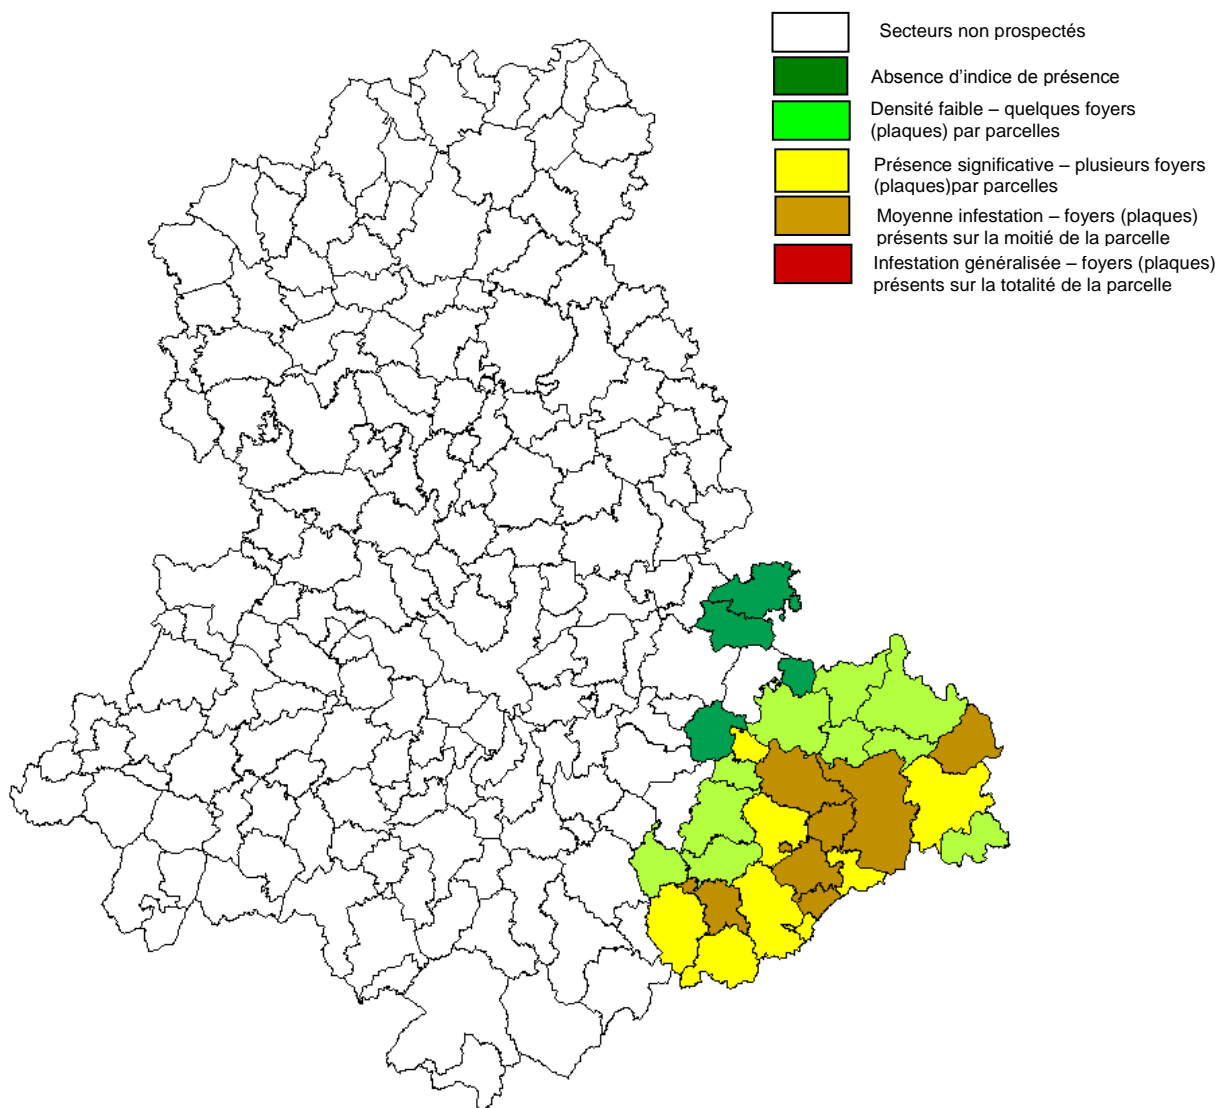 Secteurs non prospectés
Absence d'indice de présence
Densité faible – quelques foyers
(plaques) par parcelles
Présence significative – plusieurs foyers
(plaques)par parcelles
Moyenne infestation – foyers (plaques)
présents sur la moitié de la parcelle
Infestation généralisée – foyers (plaques)
présents sur la totalité de la parcelle